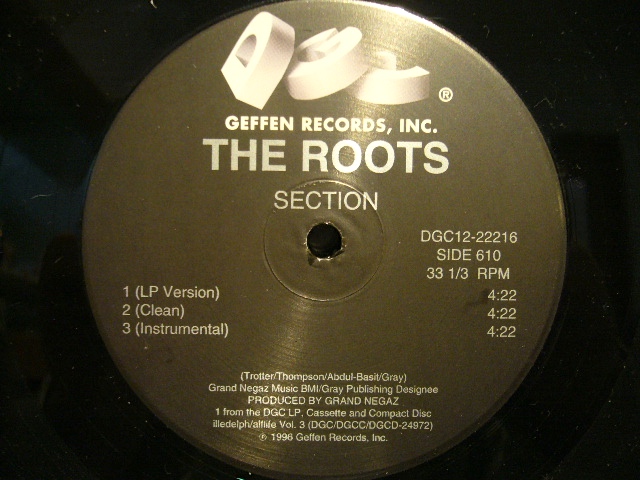 DGC
®
GEFFEN RECORDS, INC.
THE ROOTS
SECTION
DGC12-22216
SIDE 610
33 1/3 RPM
1 (LP Version) 4:22
2 (Clean) 4:22
3 (Instrumental) 4:22
(Trotter/Thompson/Abdul-Basit/Gray)
Grand Negaz Music BMI/Gray Publishing Designee
PRODUCED BY GRAND NEGAZ
1 from the DGC LP, Cassette and Compact Disc
illedelph/alflife Vol. 3 (DGC/DGCC/DGCD-24972)
℗ 1996 Geffen Records, Inc.